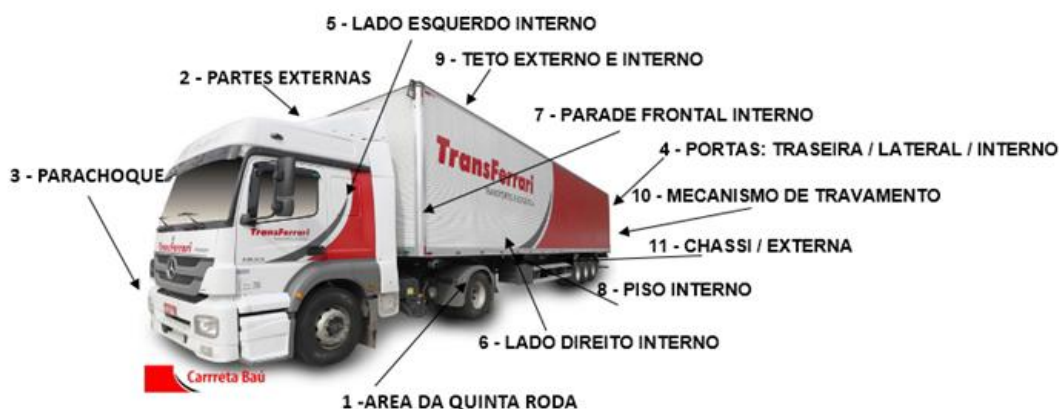 5 - LADO ESQUERDO INTERNO
9 - TETO EXTERNO E INTERNO
2 - PARTES EXTERNAS
7 - PARADE FRONTAL INTERNO
4 - PORTAS: TRASEIRA / LATERAL / INTERNO
3 - PARACHOQUE
10 - MECANISMO DE TRAVAMENTO
TransFerrari
TransFerrari
TransFerrari
11 - CHASSI / EXTERNA
8 - PISO INTERNO
6 - LADO DIREITO INTERNO
Carrreta Baú
1 -AREA DA QUINTA RODA